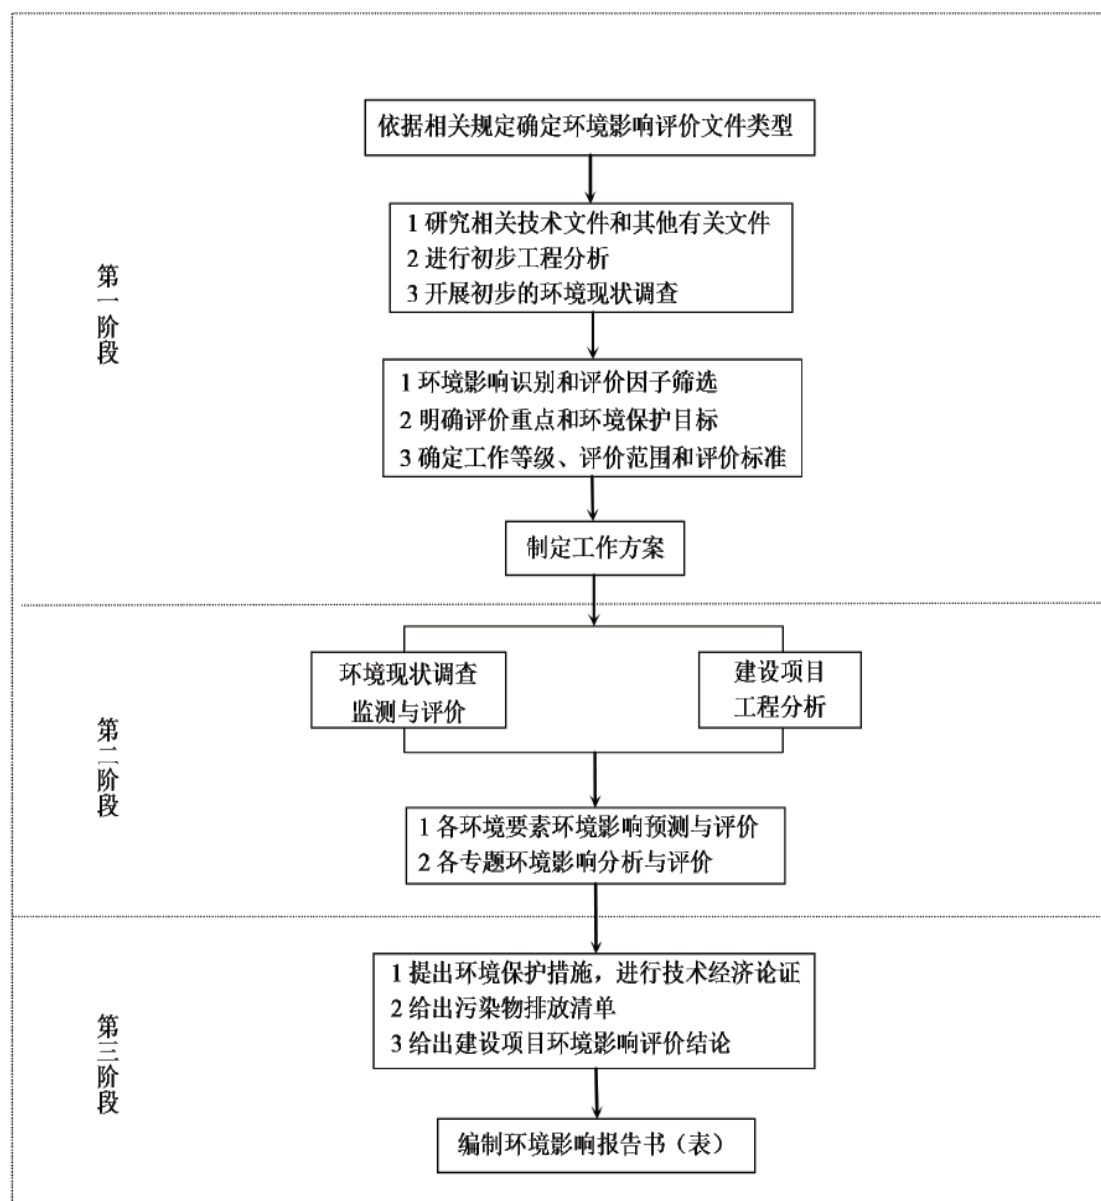 依据相关规定确定环境影响评价文件类型
1 研究相关技术文件和其他有关文件
2 进行初步工程分析
3 开展初步的环境现状调查
第一阶段
1 环境影响识别和评价因子筛选
2 明确评价重点和环境保护目标
3 确定工作等级、评价范围和评价标准
制定工作方案
环境现状调查
监测与评价
建设项目
工程分析
第二阶段
1 各环境要素环境影响预测与评价
2 各专题环境影响分析与评价
1 提出环境保护措施，进行技术经济论证
2 给出污染物排放清单
3 给出建设项目环境影响评价结论
第三阶段
编制环境影响报告书（表）